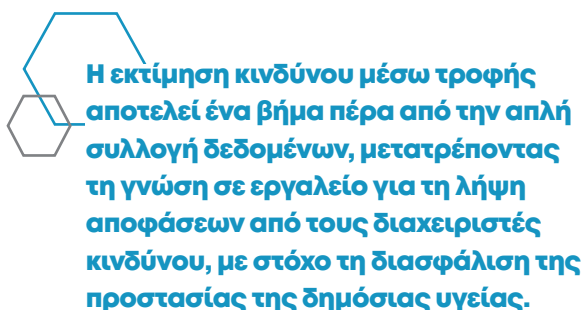 Η εκτίμηση κινδύνου μέσω τροφής
αποτελεί ένα βήμα πέρα από την απλή
συλλογή δεδομένων, μετατρέποντας
τη γνώση σε εργαλείο για τη λήψη
αποφάσεων από τους διαχειριστές
κινδύνου, με στόχο τη διασφάλιση της
προστασίας της δημόσιας υγείας.